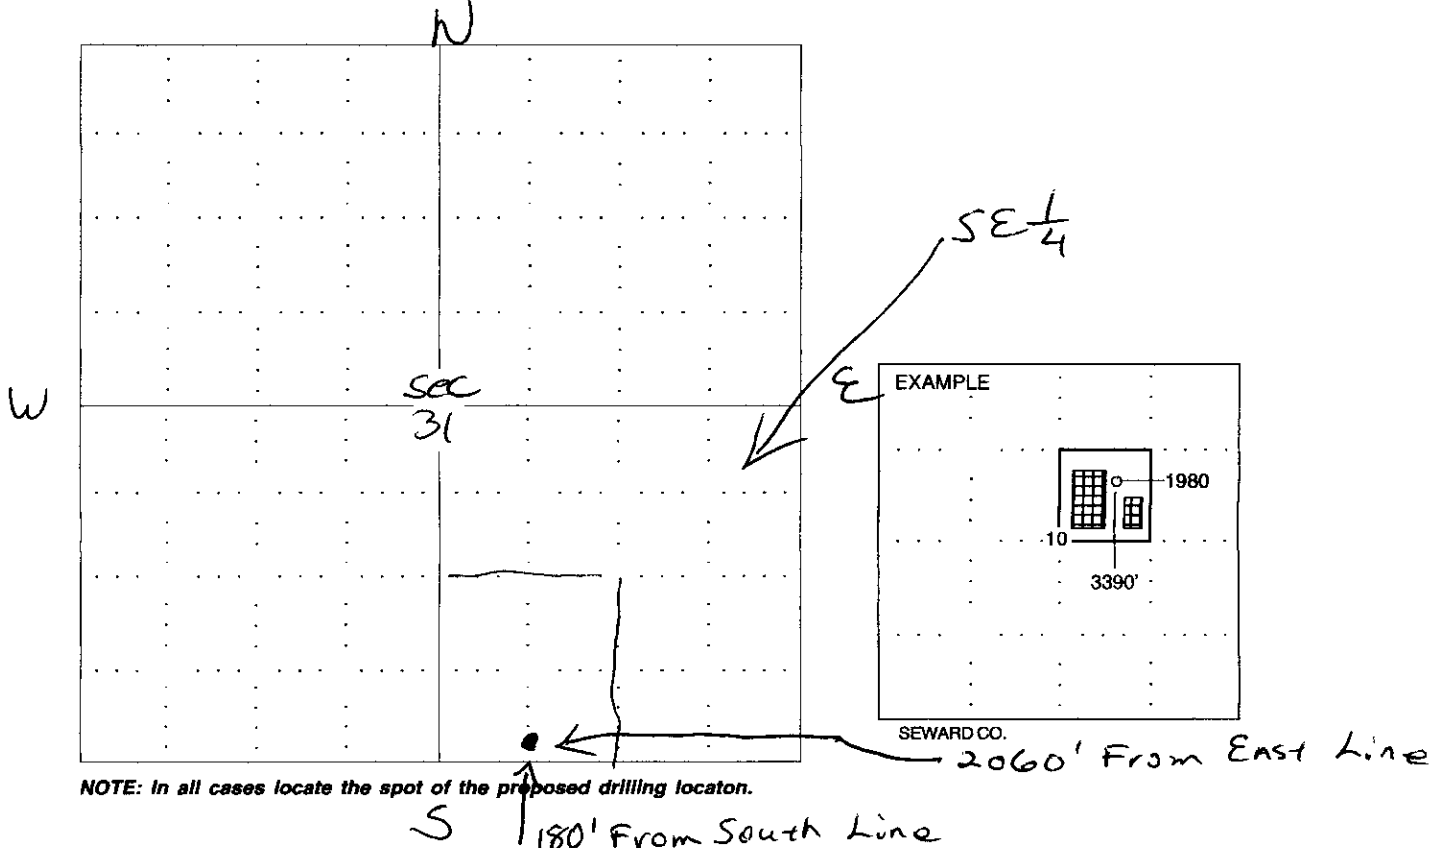 N
SE 1/4
W
sec
31
E
EXAMPLE
1980
10
3390'
SEWARD CO.
2060' From East Line
NOTE: In all cases locate the spot of the proposed drilling locaton.
S
180' From South Line